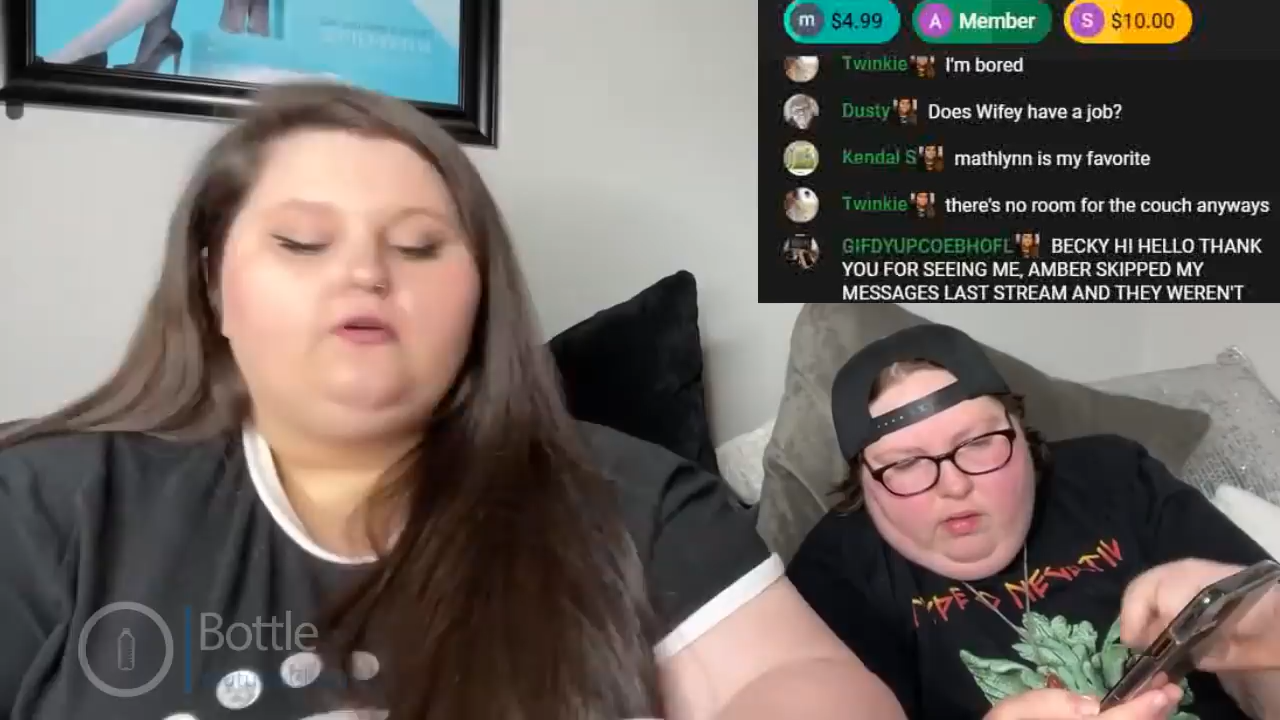 m $4.99 A Member S $10.00
Twinkie I'm bored
Dusty Does Wifey have a job?
Kendal S mathlynn is my favorite
Twinkie there's no room for the couch anyways
GIFDYUPCOEBHOFL BECKY HI HELLO THANK
YOU FOR SEEING ME, AMBER SKIPPED MY
MESSAGES LAST STREAM AND THEY WEREN'T
Bottle